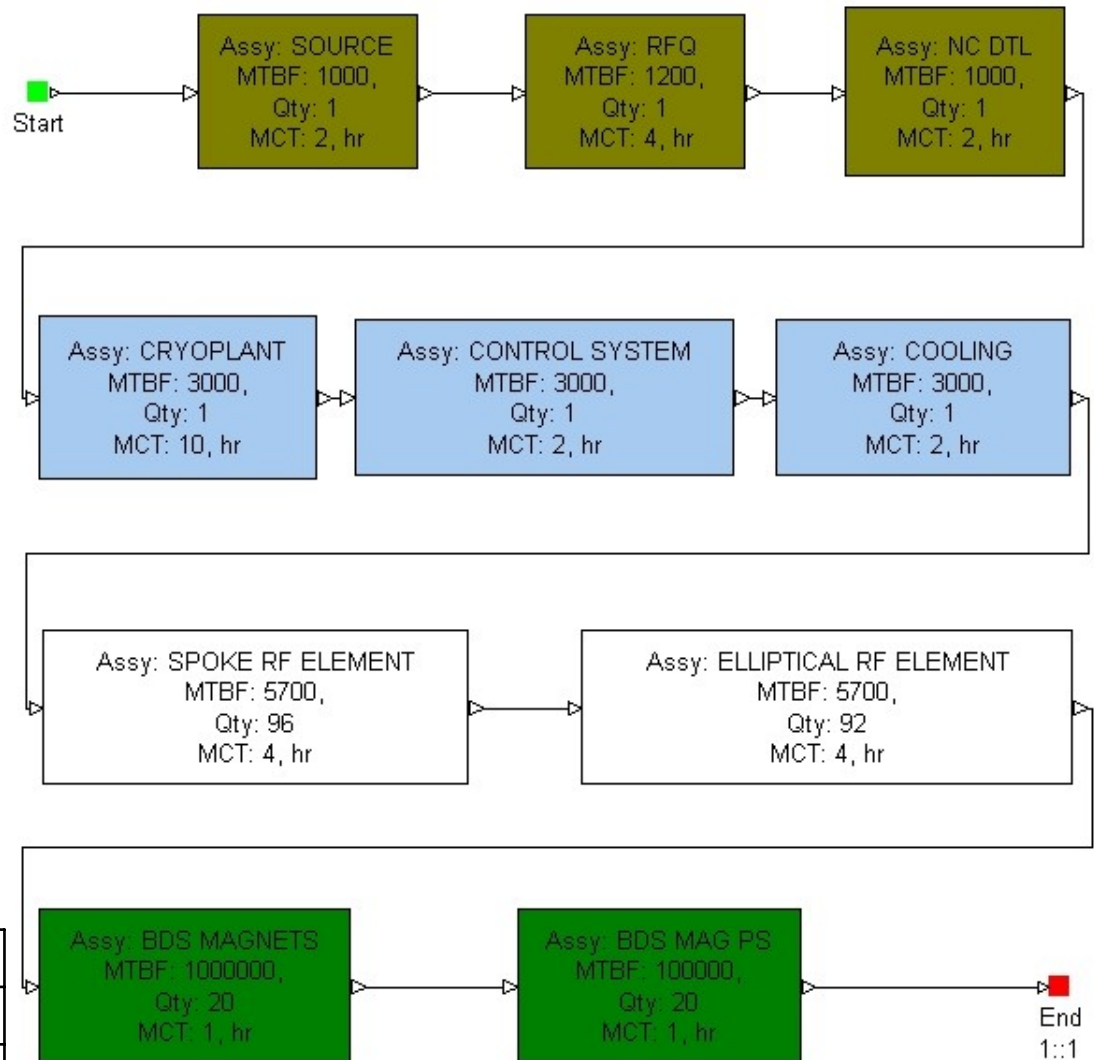 Start
Assy: SOURCE
MTBF: 1000,
Qty: 1
MCT: 2, hr
Assy: RFQ
MTBF: 1200,
Qty: 1
MCT: 4, hr
Assy: NC DTL
MTBF: 1000,
Qty: 1
MCT: 2, hr
Assy: CRYOPLANT
MTBF: 3000,
Qty: 1
MCT: 10, hr
Assy: CONTROL SYSTEM
MTBF: 3000,
Qty: 1
MCT: 2, hr
Assy: COOLING
MTBF: 3000,
Qty: 1
MCT: 2, hr
Assy: SPOKE RF ELEMENT
MTBF: 5700,
Qty: 96
MCT: 4, hr
Assy: ELLIPTICAL RF ELEMENT
MTBF: 5700,
Qty: 92
MCT: 4, hr
Assy: BDS MAGNETS
MTBF: 1000000,
Qty: 20
MCT: 1, hr
Assy: BDS MAG PS
MTBF: 100000,
Qty: 20
MCT: 1, hr
End
1::1